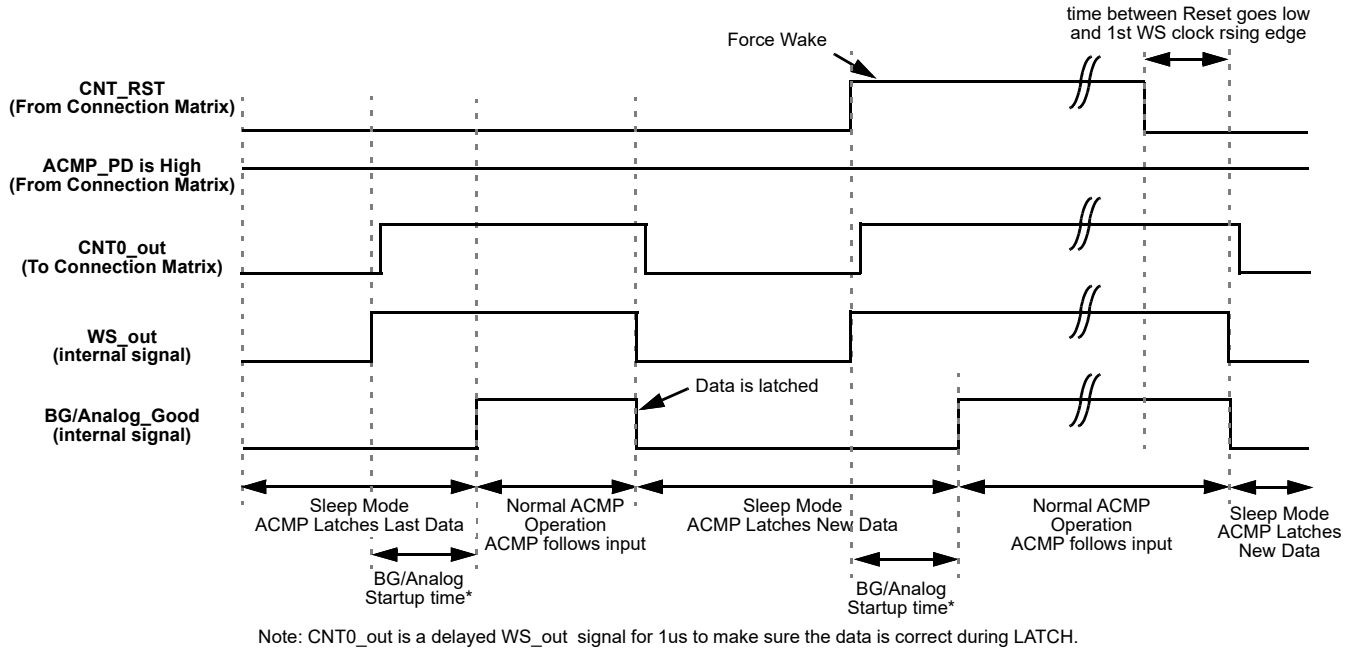 time between Reset goes low
and 1st WS clock rsing edge
Force Wake
CNT_RST
(From Connection Matrix)
ACMP_PD is High
(From Connection Matrix)
CNT0_out
(To Connection Matrix)
WS_out
(internal signal)
Data is latched
BG/Analog_Good
(internal signal)
Sleep Mode
ACMP Latches Last Data
Normal ACMP
Operation
ACMP follows input
Sleep Mode
ACMP Latches New Data
Normal ACMP
Operation
ACMP follows input
Sleep Mode
ACMP Latches
New Data
BG/Analog
Startup time*
BG/Analog
Startup time*
Note: CNT0_out is a delayed WS_out signal for 1us to make sure the data is correct during LATCH.